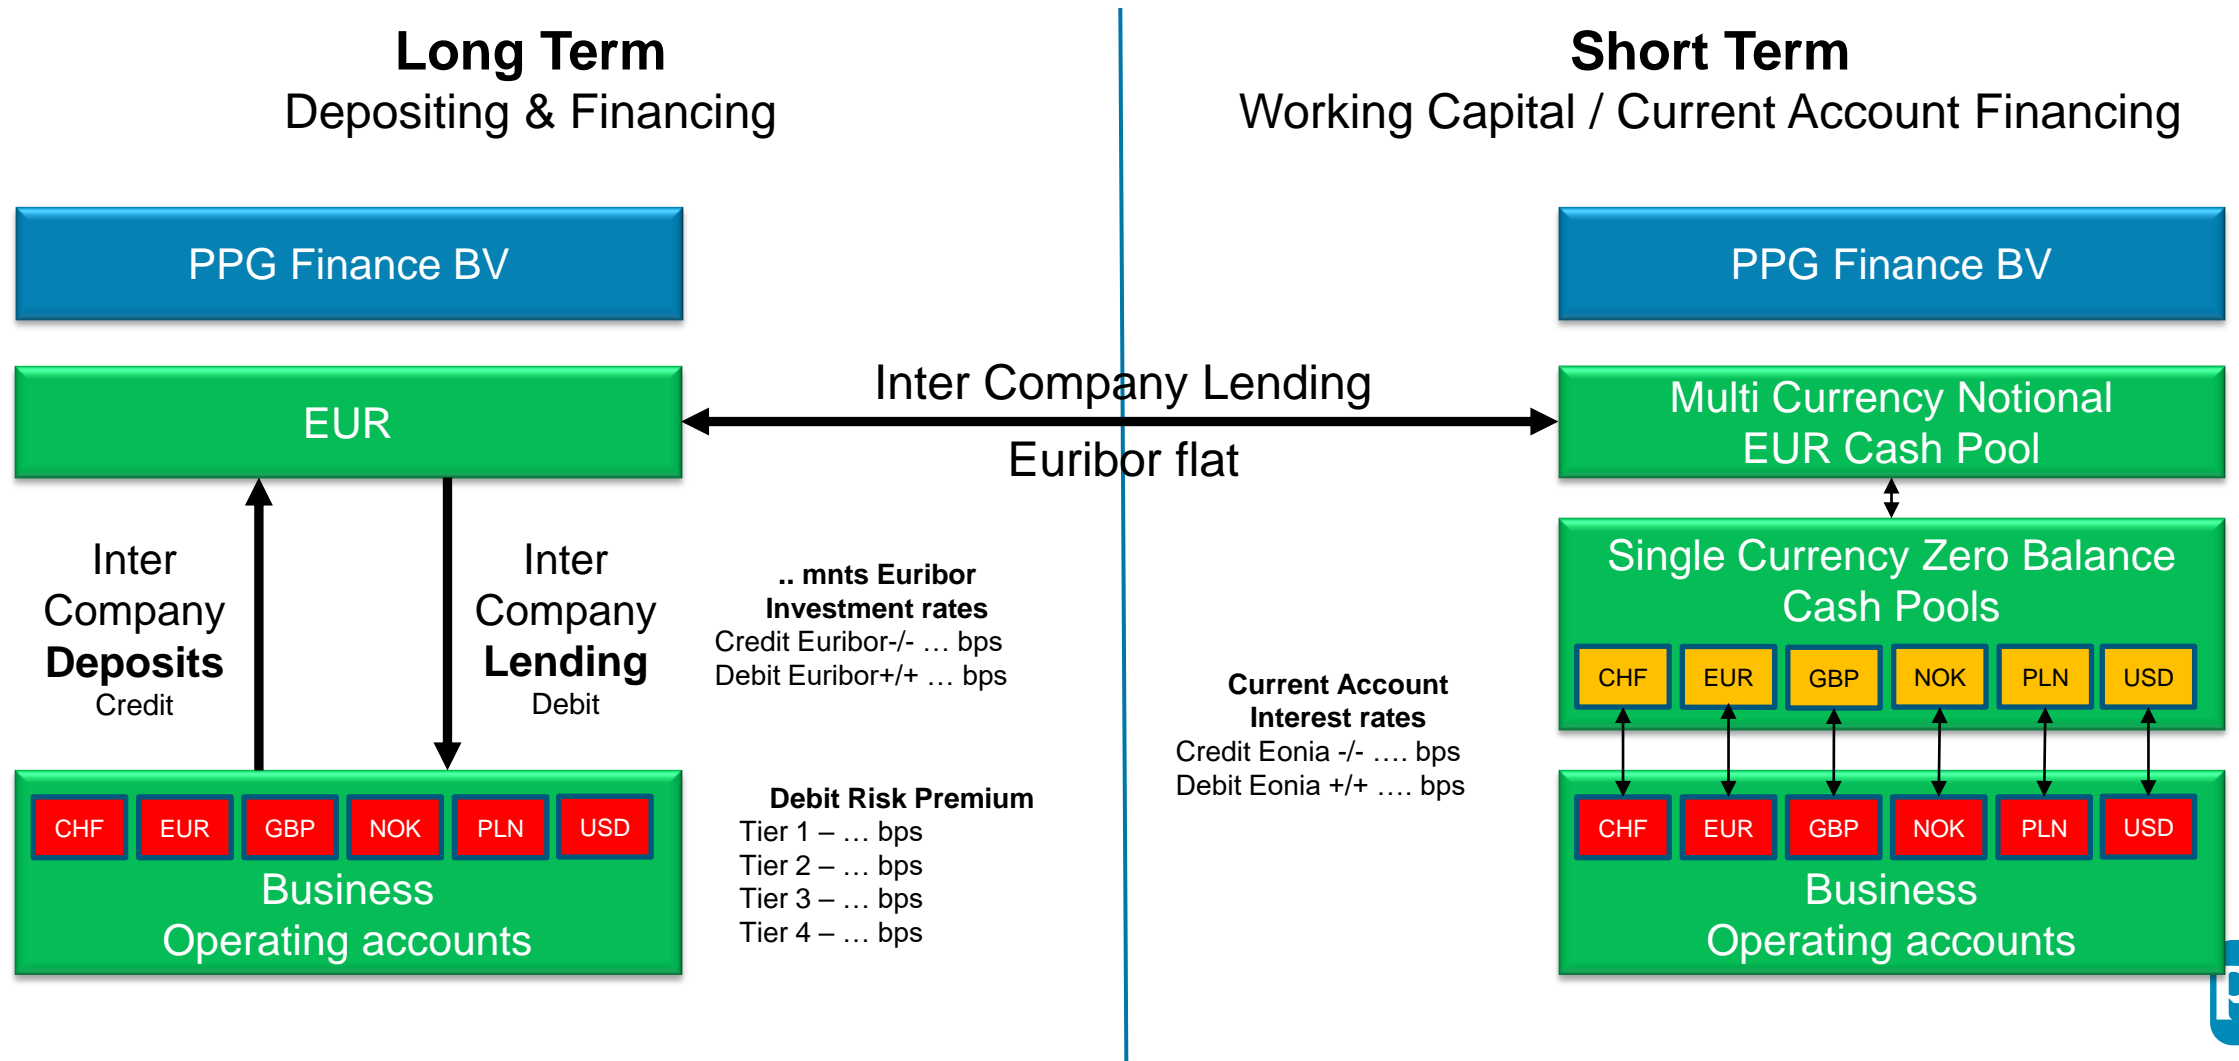 Long Term
Depositing & Financing
Short Term
Working Capital / Current Account Financing
PPG Finance BV
PPG Finance BV
EUR
Inter Company Lending
Euribor flat
Multi Currency Notional
EUR Cash Pool
Inter
Company
Deposits
Credit
Inter
Company
Lending
Debit
.. mnts Euribor
Investment rates
Credit Euribor-/- … bps
Debit Euribor+/+ … bps
Debit Risk Premium
Tier 1 – … bps
Tier 2 – … bps
Tier 3 – … bps
Tier 4 – … bps
Current Account
Interest rates
Credit Eonia -/- …. bps
Debit Eonia +/+ …. bps
Single Currency Zero Balance
Cash Pools
CHF EUR GBP NOK PLN USD
CHF EUR GBP NOK PLN USD
Business
Operating accounts
CHF EUR GBP NOK PLN USD
Business
Operating accounts